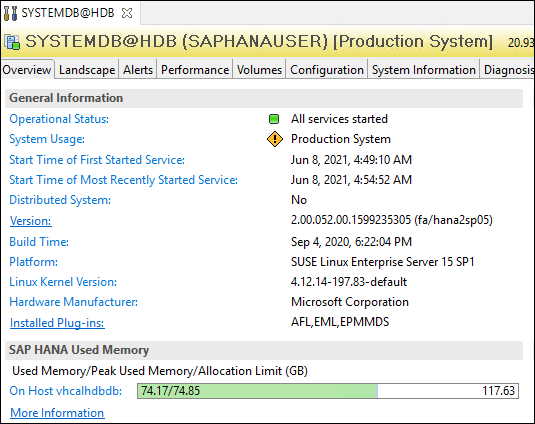 SYSTEMDB@HDB
SYSTEMDB@HDB (SAPHANAUSER) [Production System] 20.93
Overview Landscape Alerts Performance Volumes Configuration System Information Diagnosis
General Information
Operational Status: All services started
System Usage: Production System
Start Time of First Started Service: Jun 8, 2021, 4:49:10 AM
Start Time of Most Recently Started Service: Jun 8, 2021, 4:54:52 AM
Distributed System: No
Version: 2.00.052.00.1599235305 (fa/hana2sp05)
Build Time: Sep 4, 2020, 6:22:04 PM
Platform: SUSE Linux Enterprise Server 15 SP1
Linux Kernel Version: 4.12.14-197.83-default
Hardware Manufacturer: Microsoft Corporation
Installed Plug-ins: AFL,EML,EPMMDS
SAP HANA Used Memory
Used Memory/Peak Used Memory/Allocation Limit (GB)
On Host vhcalhdbdb: 74.17/74.85 117.63
More Information